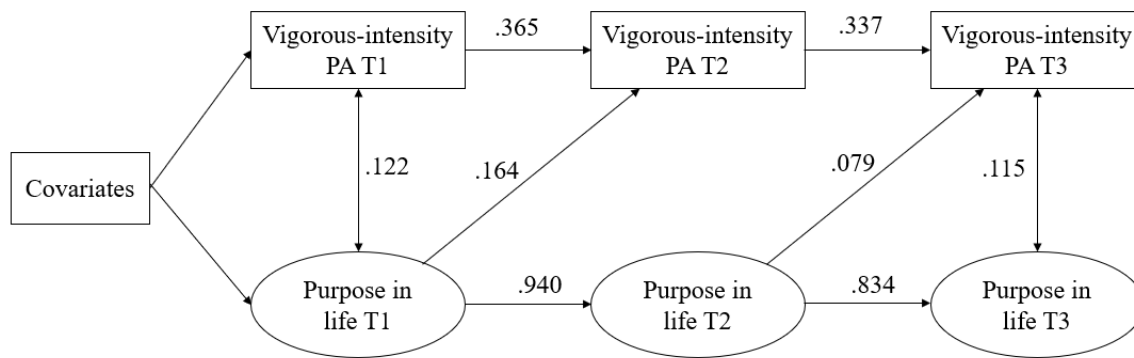 Vigorous-intensity
PA T1
.365
Vigorous-intensity
PA T2
.337
Vigorous-intensity
PA T3
Covariates
.122
.164
.079
.115
Purpose in
life T1
.940
Purpose in
life T2
.834
Purpose in
life T3